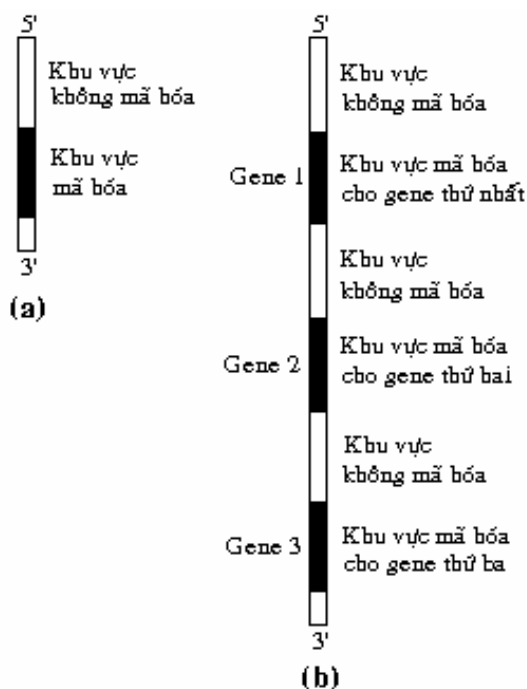 5'
Khu vực
không mã hóa
Khu vực
mã hóa
3'
(a)
5'
Khu vực
không mã hóa
Gene 1
Khu vực mã hóa
cho gene thứ nhất
Khu vực
không mã hóa
Gene 2
Khu vực mã hóa
cho gene thứ hai
Khu vực
không mã hóa
Gene 3
Khu vực mã hóa
cho gene thứ ba
3'
(b)